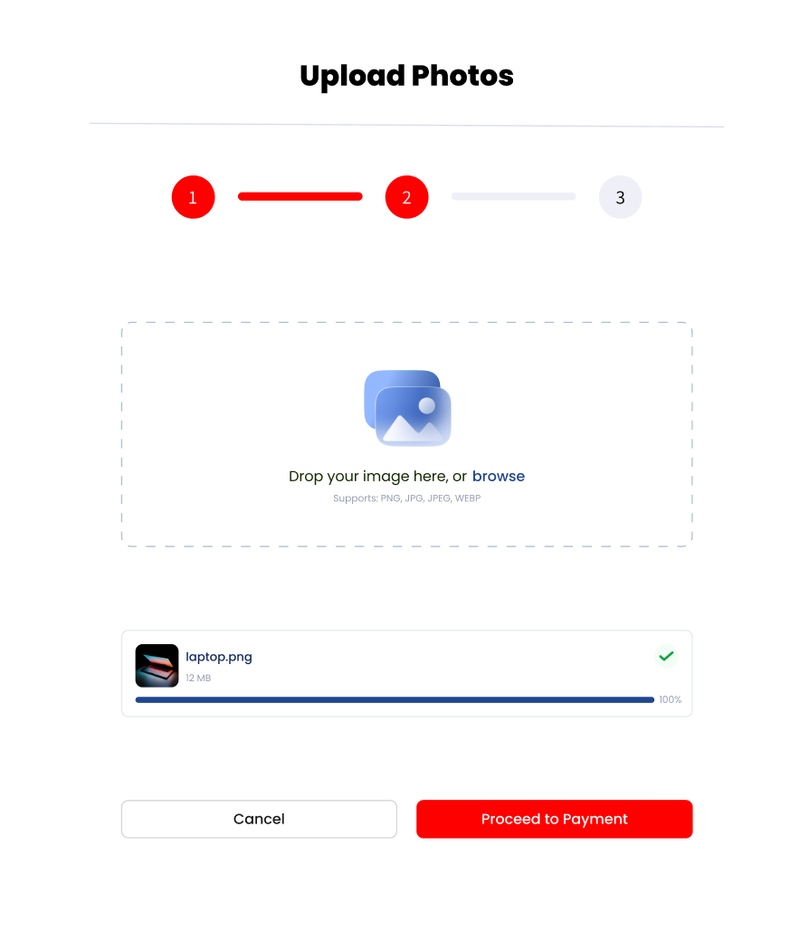 Upload Photos
1 2 3
Drop your image here, or browse
Supports: PNG, JPG, JPEG, WEBP
laptop.png
12 MB
100%
Cancel Proceed to Payment